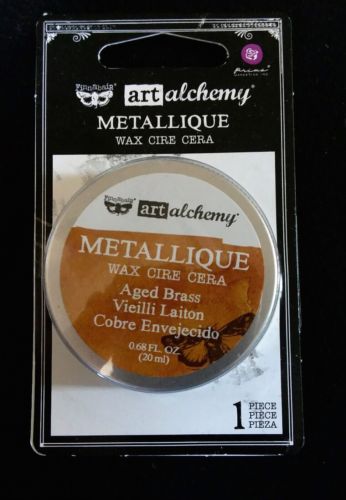 Finnabair
art alchemy
Prima
METALLIQUE
WAX CIRE CERA
Finnabair
art alchemy
METALLIQUE
WAX CIRE CERA
Aged Brass
Vieilli Laiton
Cobre Envejecido
0.68 FL. OZ
(20 ml)
1 PIECE
PIÈCE
PIEZA